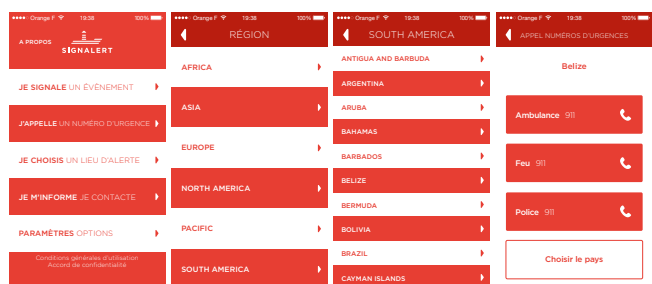 Orange F 19:38 100%
A PROPOS
SIGNALERT
JE SIGNALE UN ÉVÈNEMENT
J'APPELLE UN NUMÉRO D'URGENCE
JE CHOISIS UN LIEU D'ALERTE
JE M'INFORME JE CONTACTE
PARAMÈTRES OPTIONS
Conditions générales d'utilisation
Accord de confidentialité
Orange F 19:38 100%
RÉGION
AFRICA
ASIA
EUROPE
NORTH AMERICA
PACIFIC
SOUTH AMERICA
Orange F 19:38 100%
SOUTH AMERICA
ANTIGUA AND BARBUDA
ARGENTINA
ARUBA
BAHAMAS
BARBADOS
BELIZE
BERMUDA
BOLIVIA
BRAZIL
CAYMAN ISLANDS
Orange F 19:38 100%
APPEL NUMÉROS D'URGENCES
Belize
Ambulance 911
Feu 911
Police 911
Choisir le pays